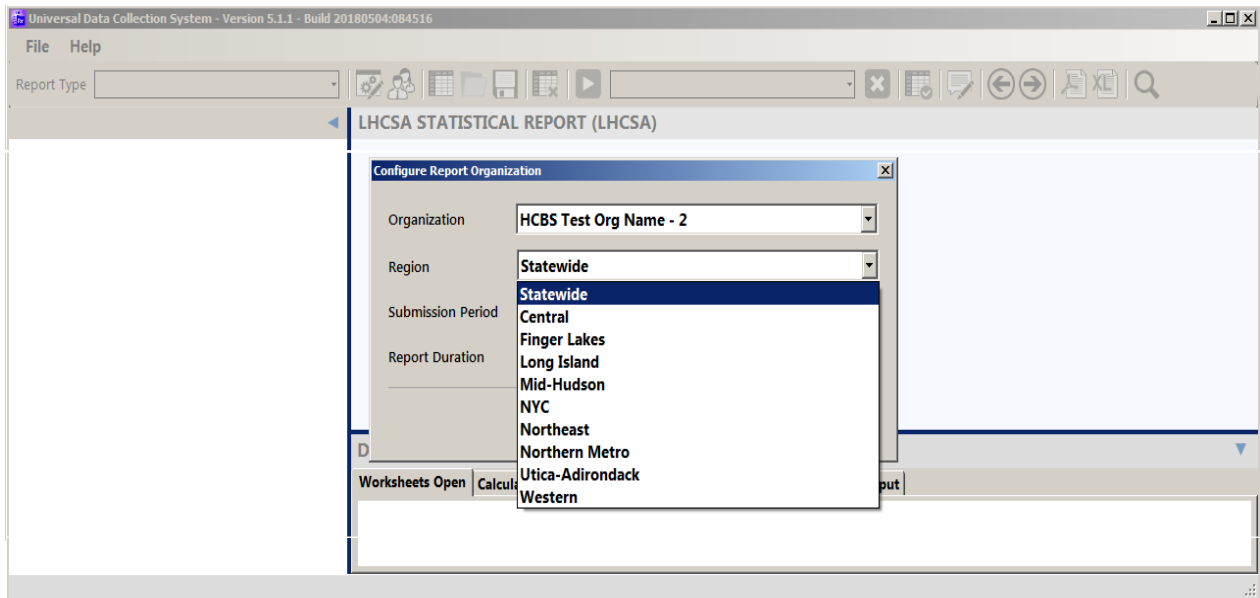 Universal Data Collection System - Version 5.1.1 - Build 20180504:084516
File Help
Report Type
LHCSA STATISTICAL REPORT (LHCSA)
Configure Report Organization
Organization HCBS Test Org Name - 2
Region Statewide
Statewide
Submission Period
Central
Finger Lakes
Report Duration
Long Island
Mid-Hudson
NYC
Northeast
Northern Metro
Utica-Adirondack
Western
D
Worksheets Open Calcula put